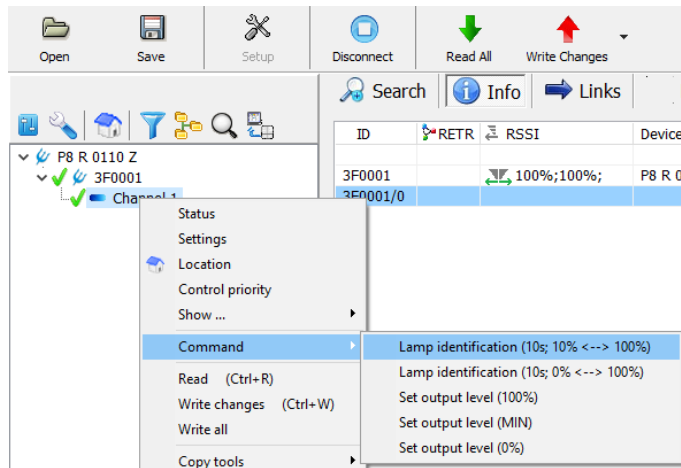 Open Save Setup Disconnect Read All Write Changes
Search Info Links
ID RETR RSSI Device
P8 R 0110 Z
3F0001 3F0001 100%;100%; P8 R 0
Channel 1 3F0001/0
Status
Settings
Location
Control priority
Show ...
Command Lamp identification (10s; 10% <--> 100%)
Lamp identification (10s; 0% <--> 100%)
Read (Ctrl+R)
Set output level (100%)
Write changes (Ctrl+W)
Set output level (MIN)
Write all
Set output level (0%)
Copy tools